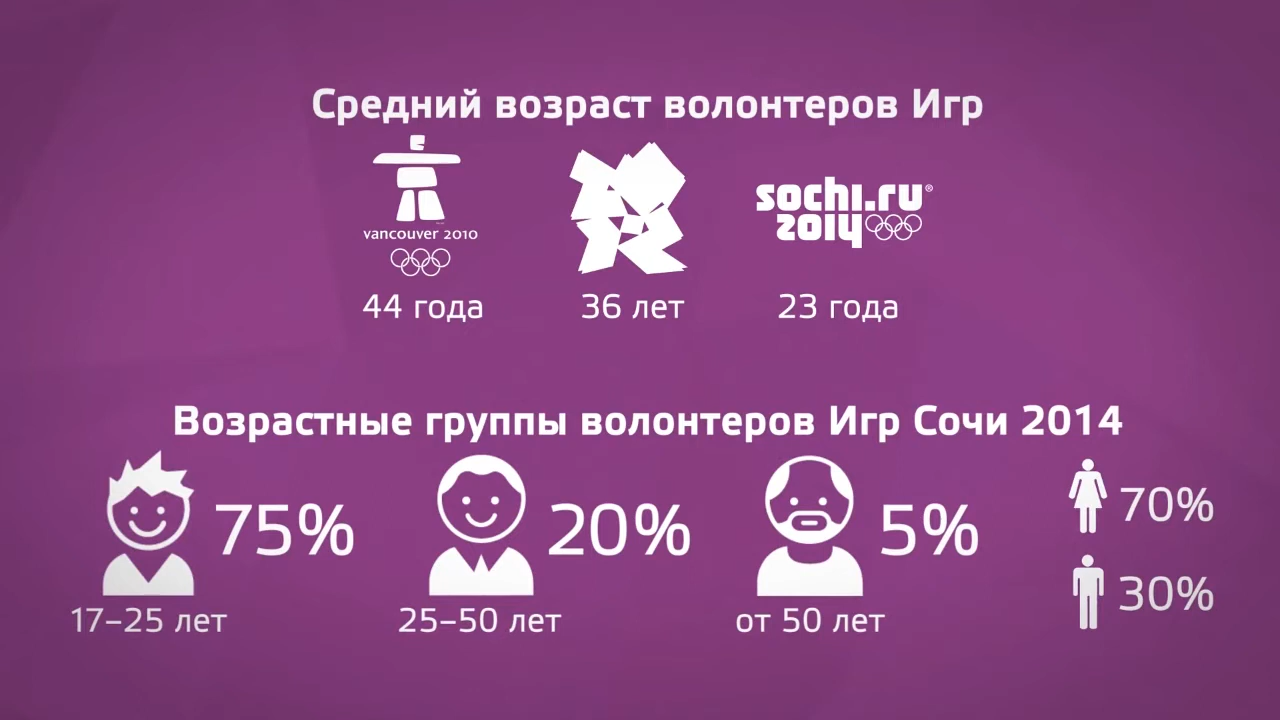 Средний возраст волонтеров Игр
vancouver 2010
sochi.ru®
2014
44 года 36 лет 23 года
Возрастные группы волонтеров Игр Сочи 2014
75% 20% 5% 70%
30%
17–25 лет 25–50 лет от 50 лет